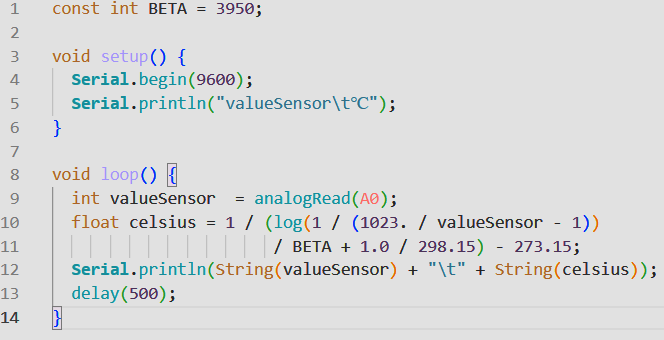 1 const int BETA = 3950;
2
3 void setup() {
4   Serial.begin(9600);
5   Serial.println("valueSensor\t℃");
6 }
7
8 void loop() {
9   int valueSensor  = analogRead(A0);
10   float celsius = 1 / (log(1 / (1023. / valueSensor - 1))
11                     / BETA + 1.0 / 298.15) - 273.15;
12   Serial.println(String(valueSensor) + "\t" + String(celsius));
13   delay(500);
14 }